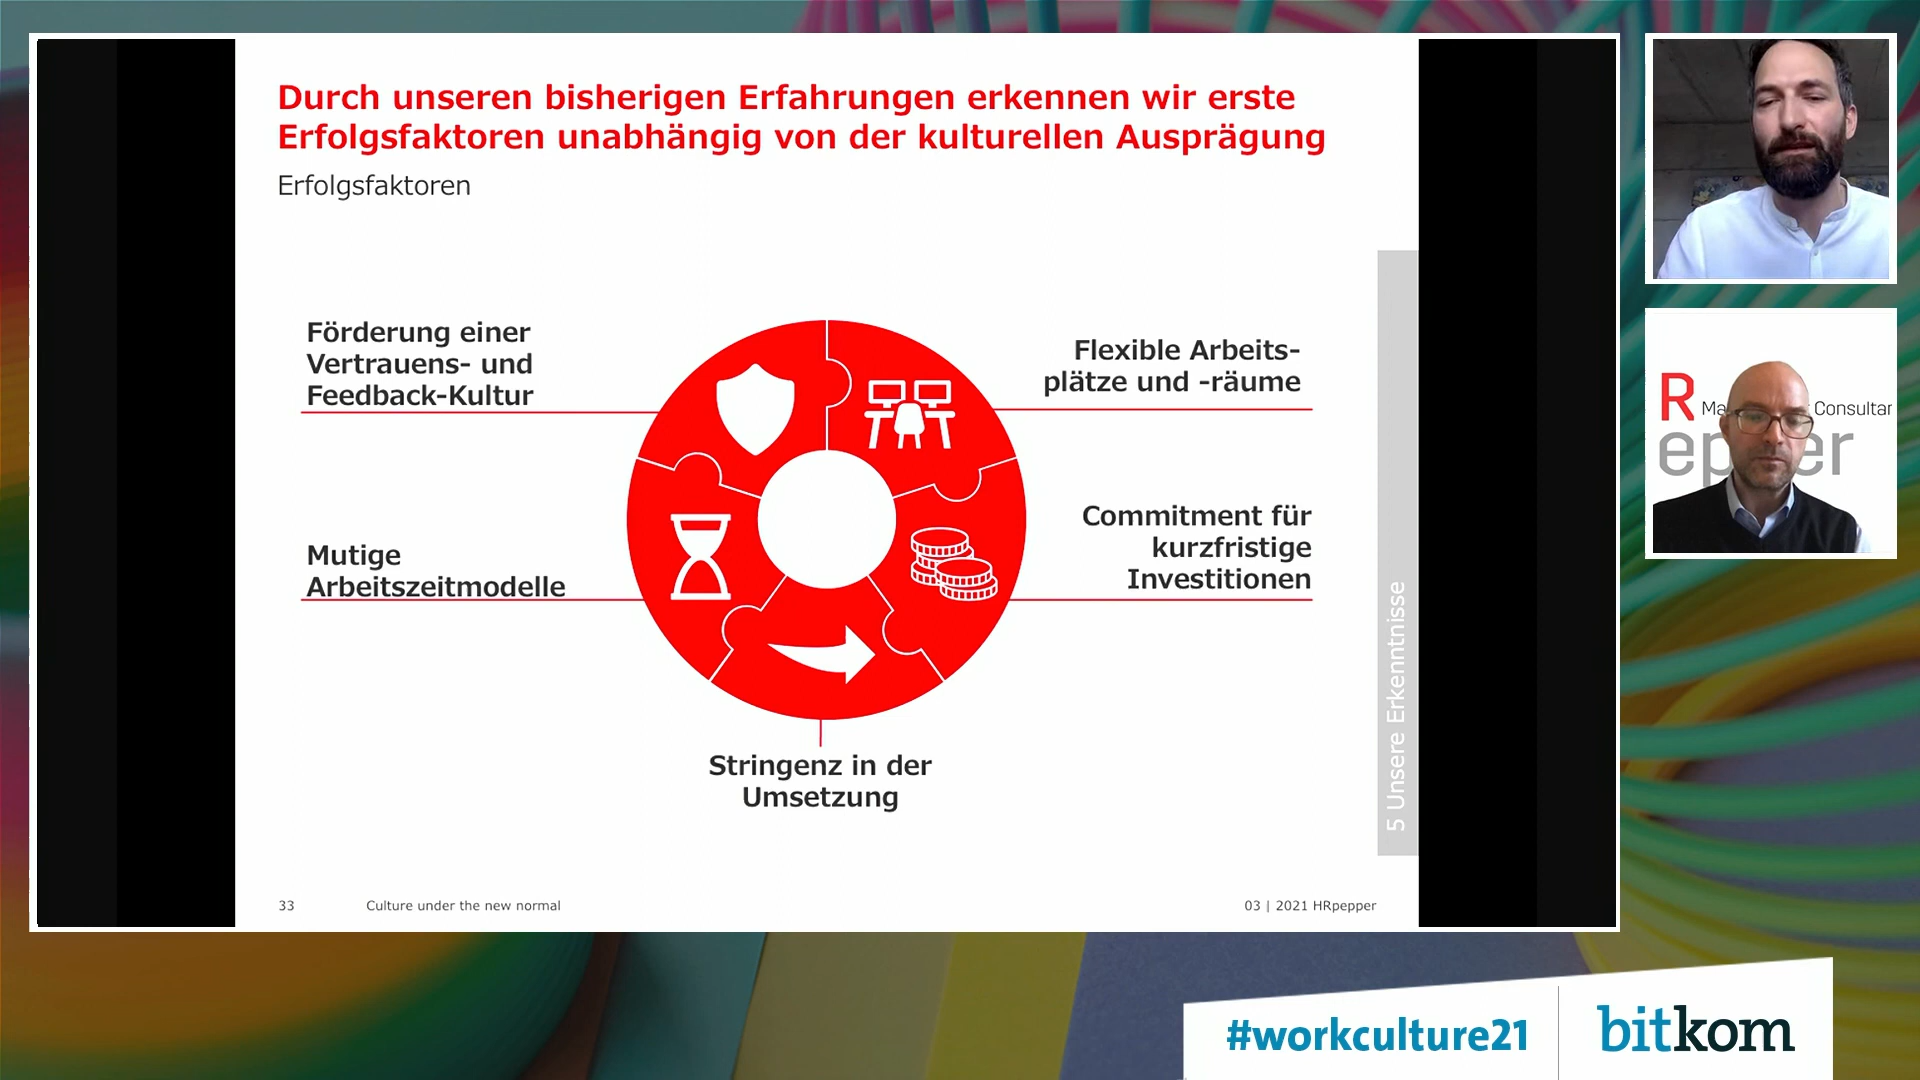 Durch unseren bisherigen Erfahrungen erkennen wir erste
Erfolgsfaktoren unabhängig von der kulturellen Ausprägung
Erfolgsfaktoren
Förderung einer
Vertrauens- und
Feedback-Kultur
Flexible Arbeits-
plätze und -räume
Mutige
Arbeitszeitmodelle
Commitment für
kurzfristige
Investitionen
Stringenz in der
Umsetzung
5 Unsere Erkenntnisse
33
Culture under the new normal
03 | 2021 HRpepper
R
Consultan
#workculture21
bitkom